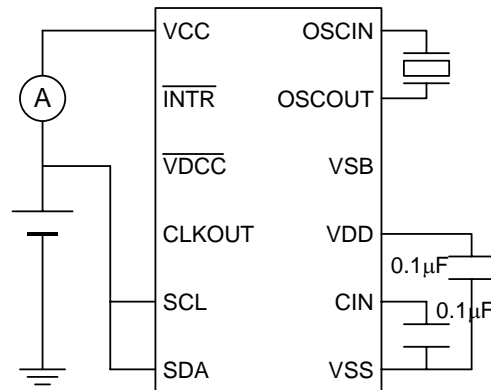 VCC OSCIN
A
INTR OSCOUT
VDCC VSB
CLKOUT VDD
0.1μF
SCL CIN
0.1μF
SDA VSS